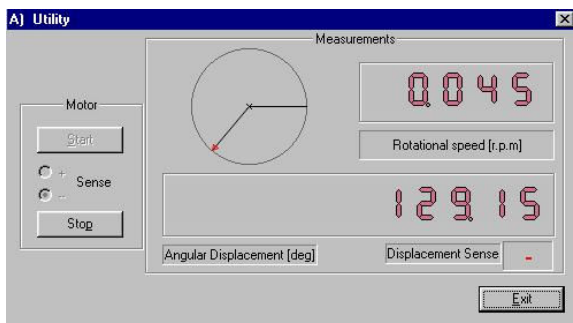 A) Utility
Measurements
Motor
Start
+
Sense
-
Stop
0.045
Rotational speed [r.p.m]
129.15
Angular Displacement [deg]
Displacement Sense
-
Exit